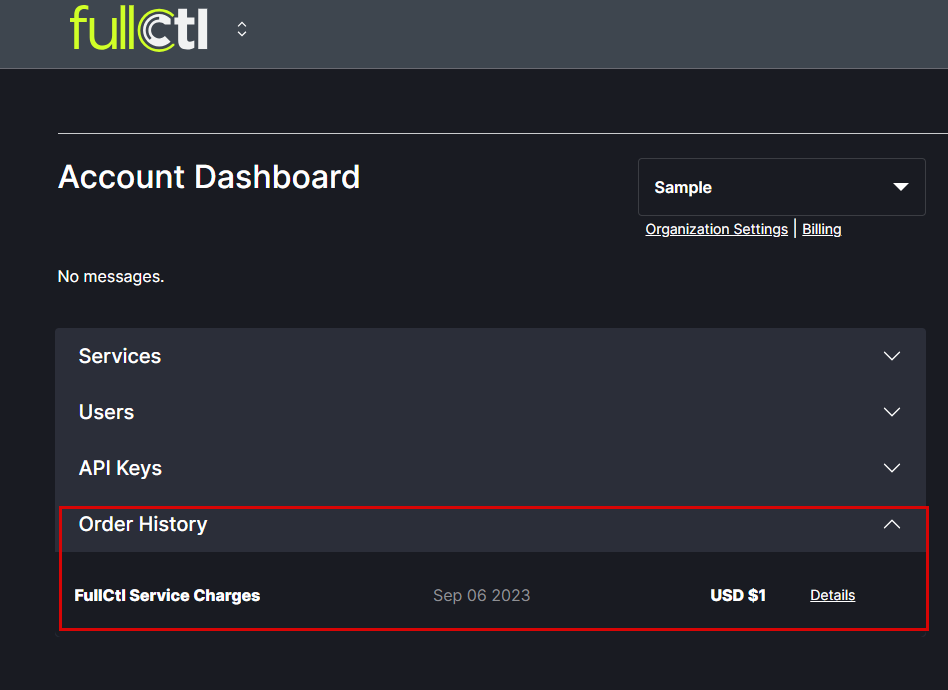 fullctl
Account Dashboard
Sample
Organization Settings | Billing
No messages.
Services
Users
API Keys
Order History
FullCtl Service Charges Sep 06 2023 USD $1 Details